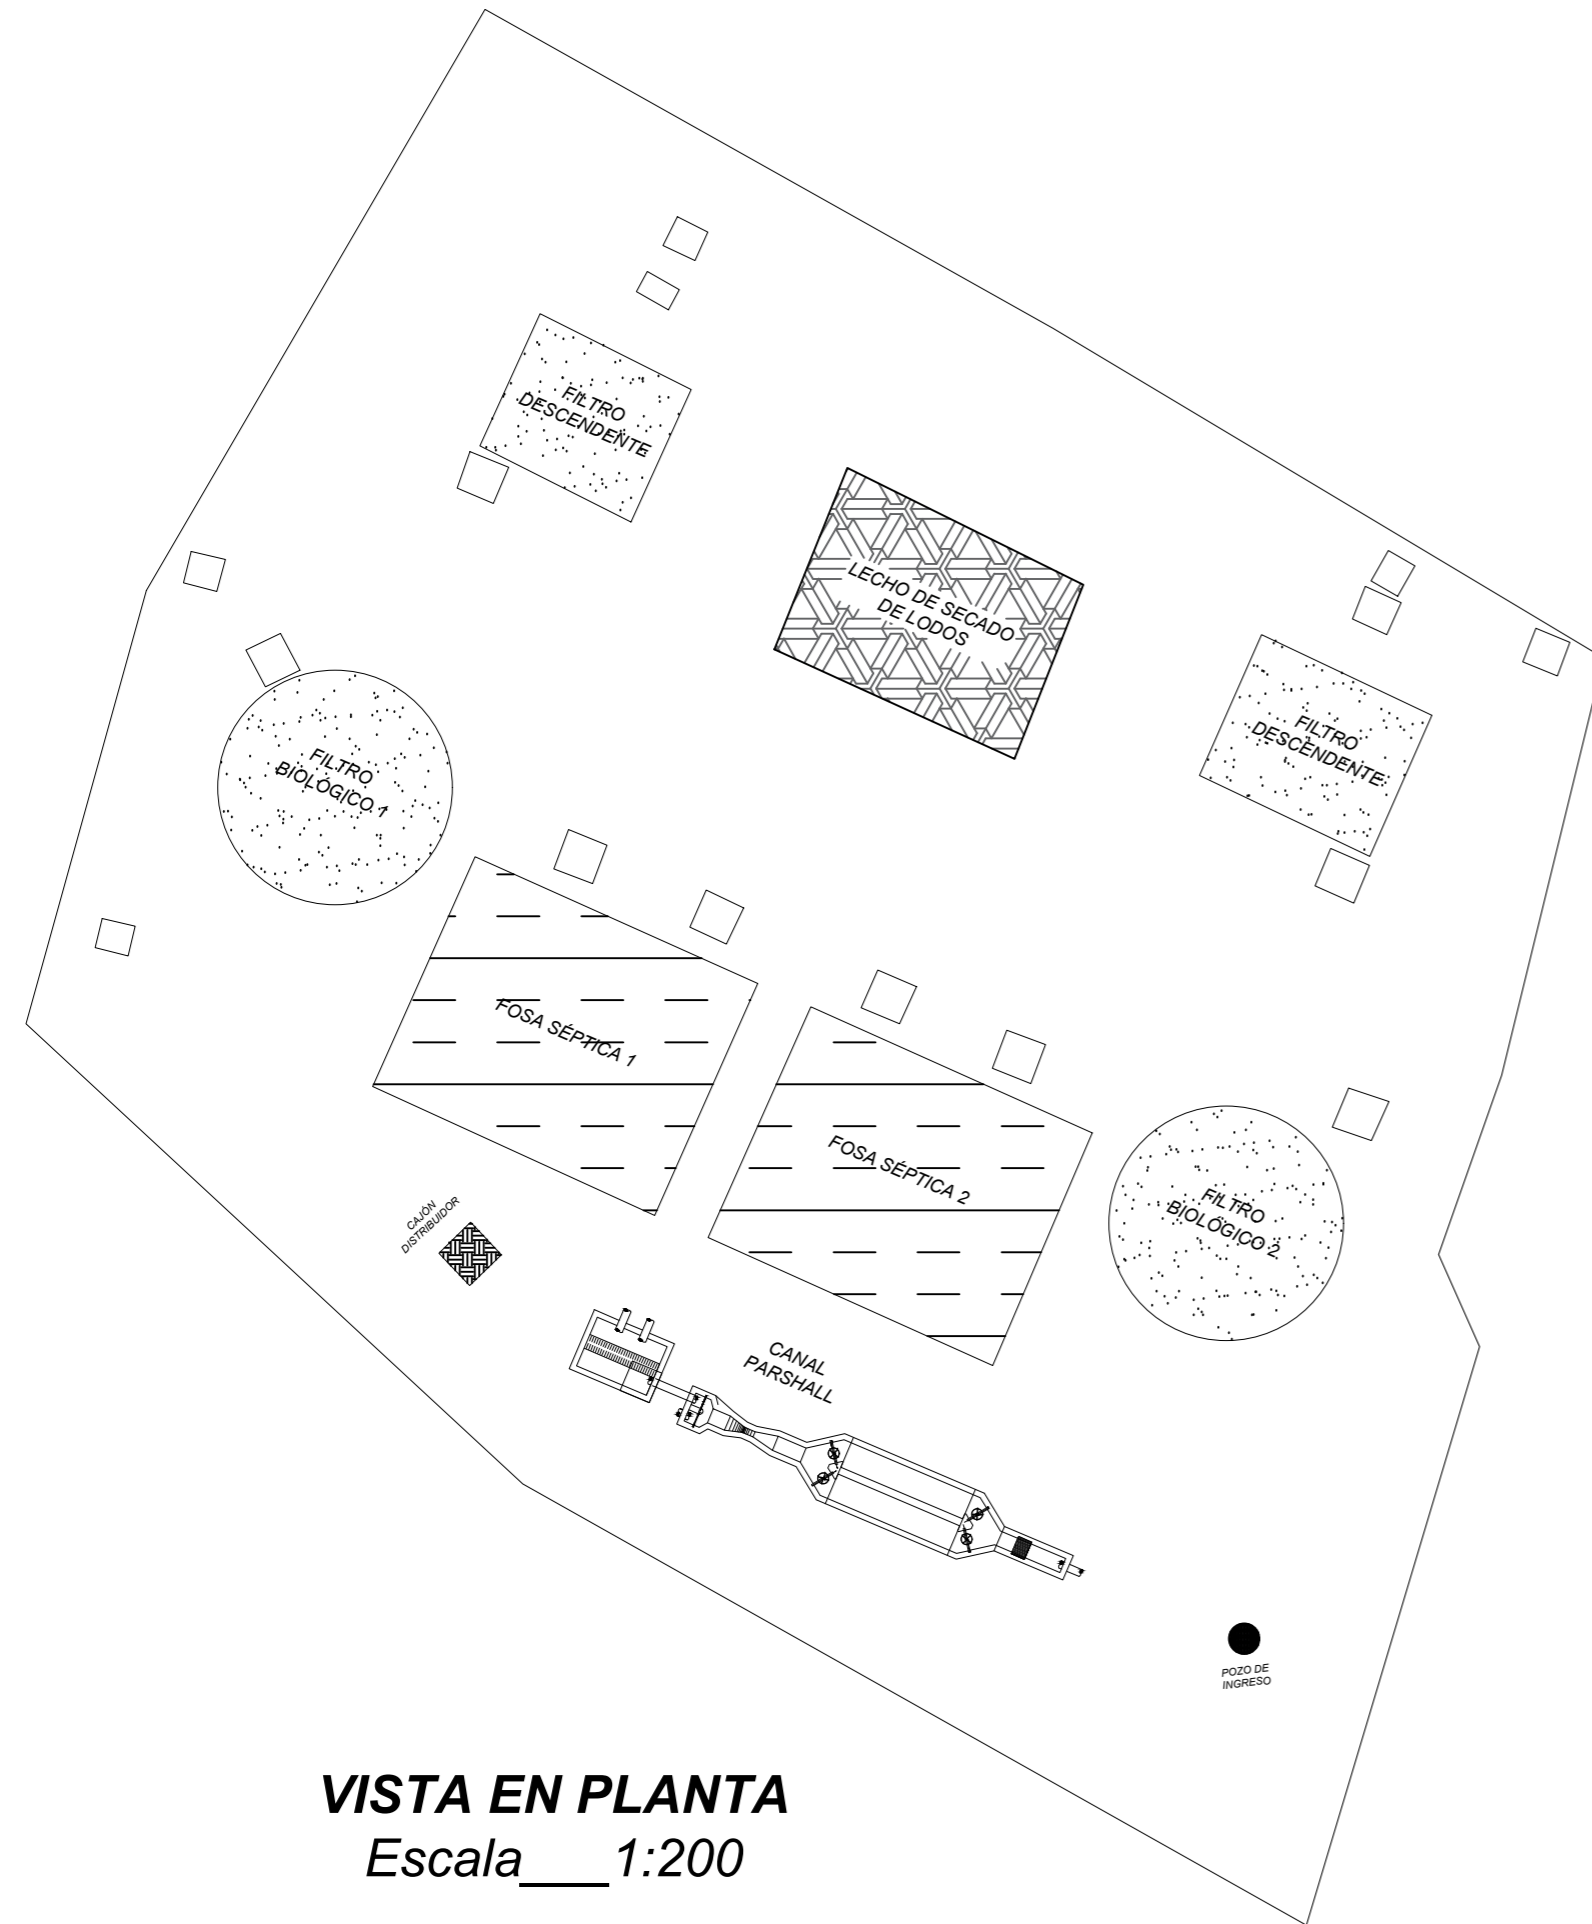 FILTRO
DESCENDENTE
LECHO DE SECADO
DE LODOS
FILTRO
DESCENDENTE
FILTRO
BIOLÓGICO 1
FOSA SÉPTICA 1
FOSA SÉPTICA 2
FILTRO
BIOLÓGICO 2
CAJÓN
DISTRIBUIDOR
CANAL
PARSHALL
POZO DE
INGRESO
VISTA EN PLANTA
Escala___1:200